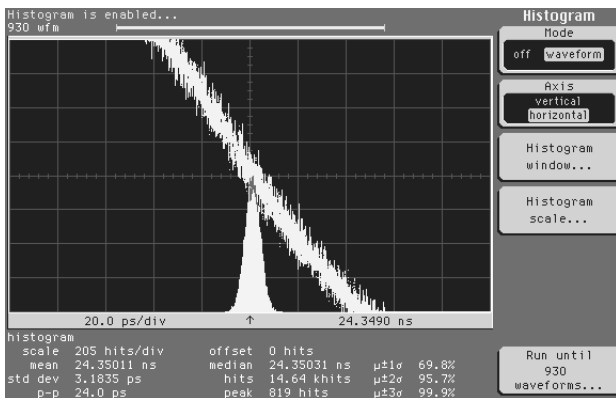 Histogram is enabled...
930 wfm
20.0 ps/div ↑ 24.3490 ns
histogram
scale 205 hits/div offset 0 hits
mean 24.35011 ns median 24.35031 ns µ±1σ 69.8%
std dev 3.1835 ps hits 14.64 khits µ±2σ 95.7%
p-p 24.0 ps peak 819 hits µ±3σ 99.9%
Histogram
Mode
off waveform
Axis
vertical
horizontal
Histogram
window...
Histogram
scale...
Run until
930
waveforms...